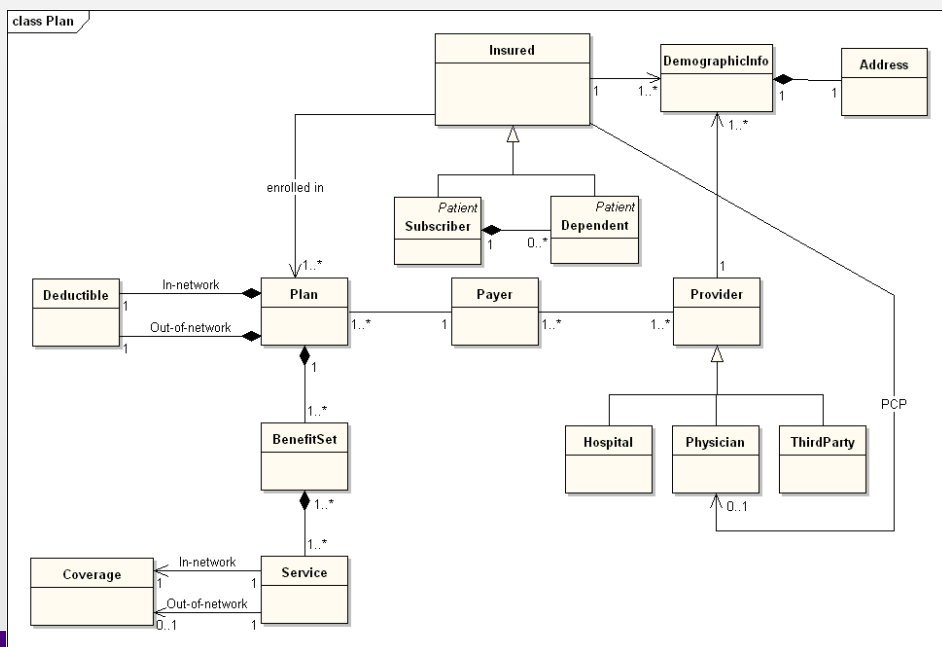 class Plan
Insured
DemographicInfo
Address
1
1..*
1
1
1..*
enrolled in
Patient
Subscriber
Patient
Dependent
1
0..*
1..*
1
Deductible
In-network
1
Out-of-network
1
Plan
1..*
1
Payer
1..*
1..*
Provider
1
1..*
PCP
BenefitSet
Hospital
Physician
ThirdParty
1..*
0..1
1..*
Coverage
In-network
1
1
Out-of-network
0..1
1
Service